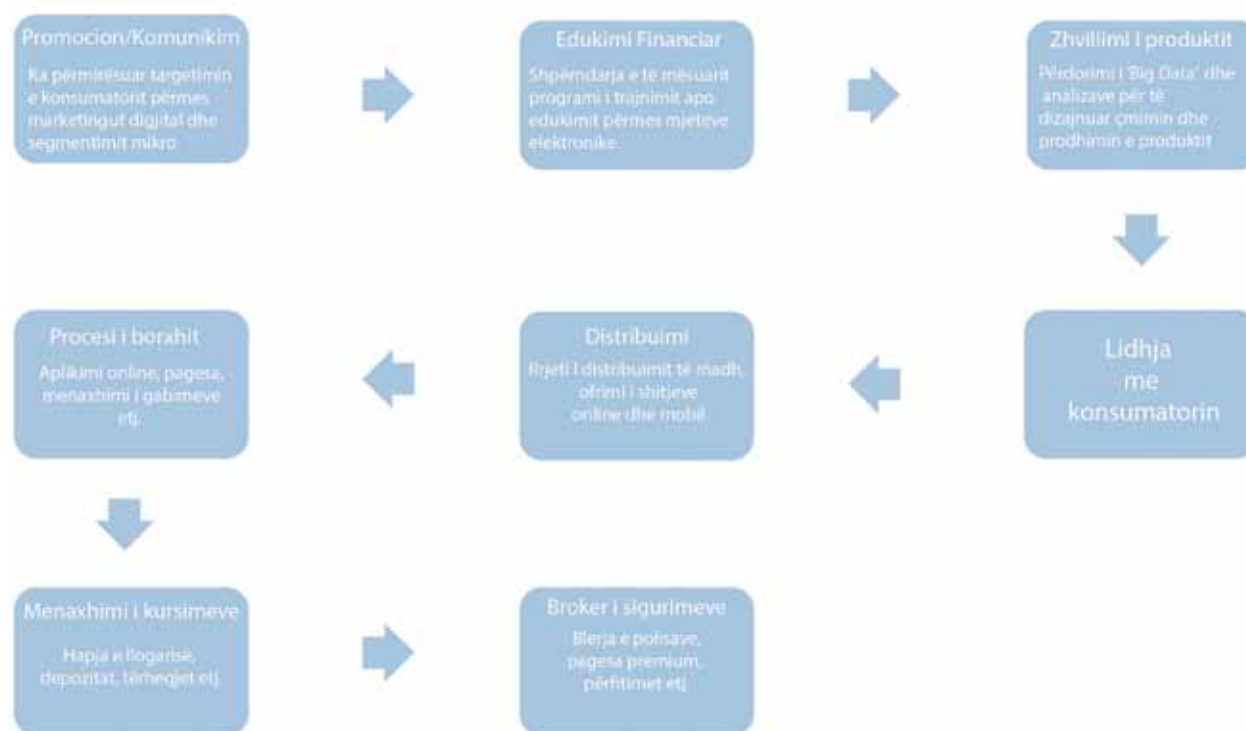 Promocion/Komunikim
Ka përmirësuar targetimin
e konsumatorit përmes
marketingut digjital dhe
segmentimit mikro
Edukimi Financiar
Shpërndarja e të mësuarit
programi i trajnimit apo
edukimit përmes mjeteve
elektronike
Zhvillimi i produktit
Përdorimi i 'Big Data' dhe
analizave për të
dizajnuar çmimin dhe
prodhimin e produktit
Lidhja
me
konsumatorin
Distribuimi
Rrjeti i distribuimit të madh,
ofrimi i shitjeve
online dhe mobil
Procesi i borxhit
Aplikimi online, pagesa,
menaxhimi i gabimeve
etj.
Menaxhimi i kursimeve
Hapja e llogarisë,
depozitat, tërheqjet etj.
Broker i sigurimeve
Blerja e polisave,
pagesa premium,
përfitimet etj.